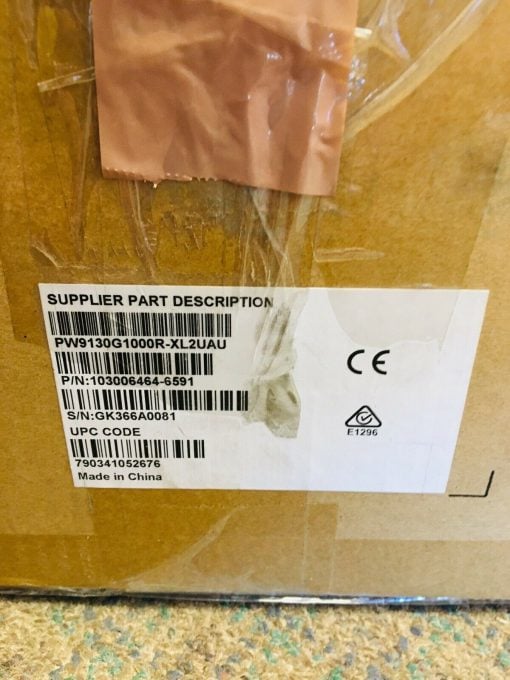 SUPPLIER PART DESCRIPTION
PW9130G1000R-XL2UAU
P/N:103006464-6591
S/N:GK366A0081
UPC CODE
790341052676
Made in China
CE
E1296